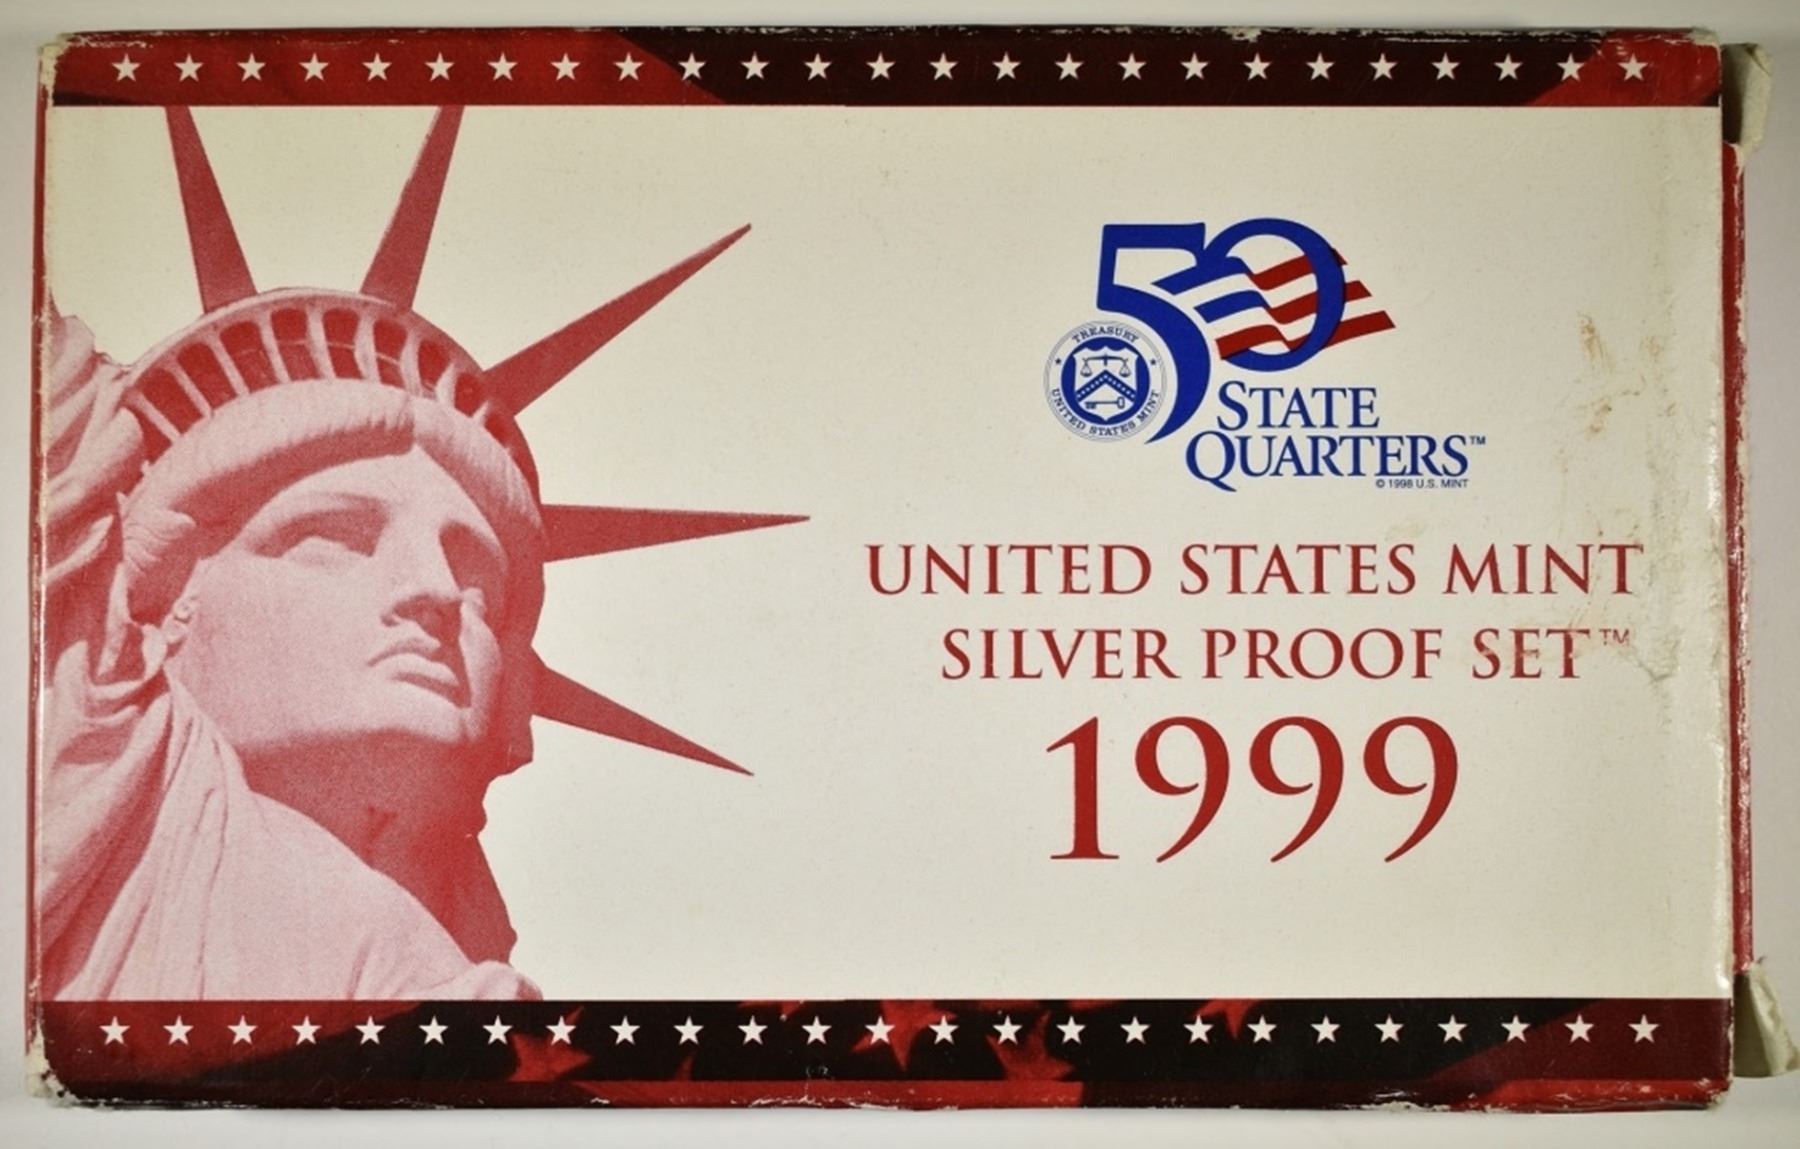 50
TREASURY
UNITED STATES MINT
STATE
QUARTERS™
© 1998 U.S. MINT
UNITED STATES MINT
SILVER PROOF SET™
1999